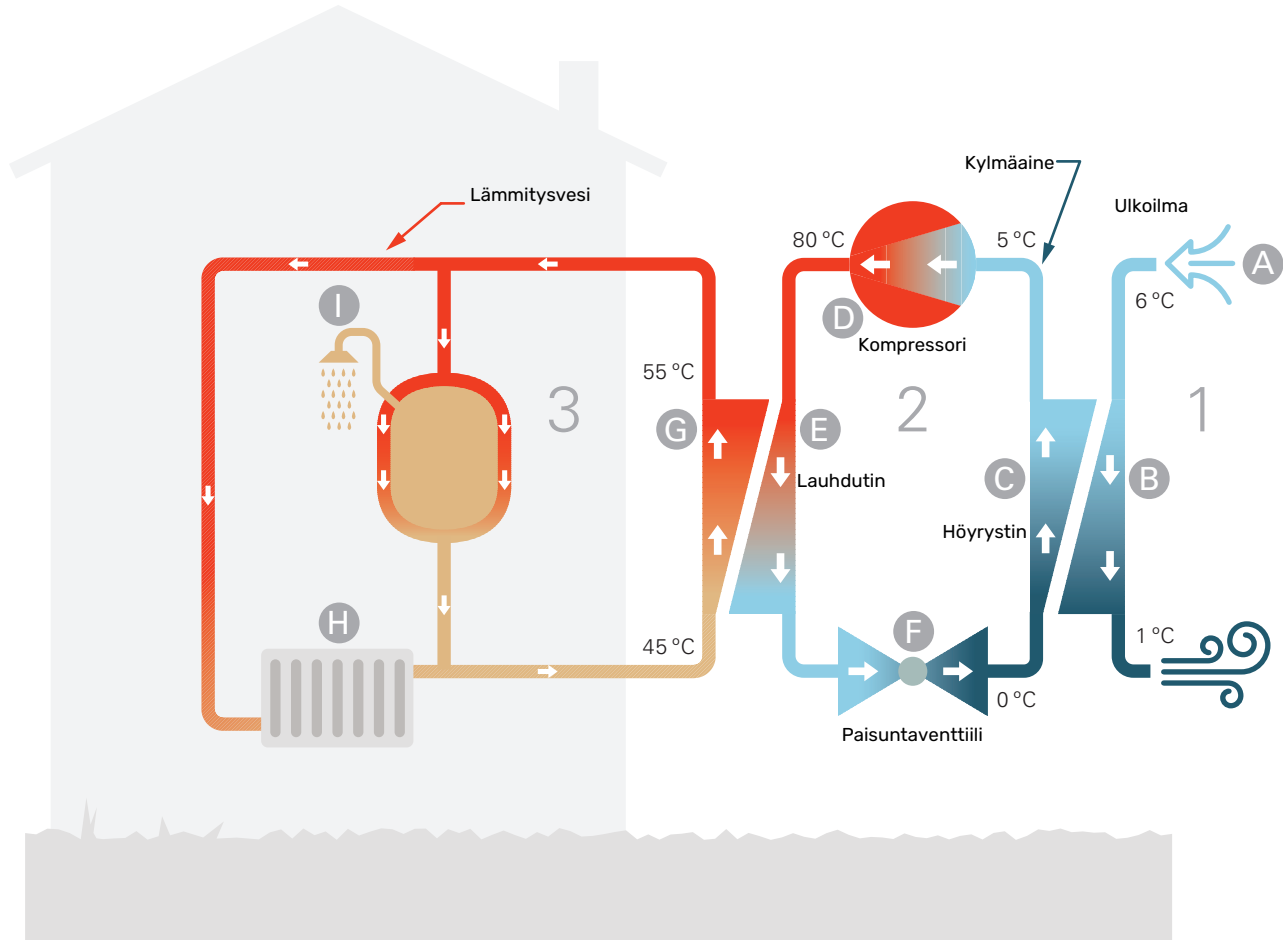 Kylmäaine
Lämmitysvesi
Ulkoilma
80 °C
5 °C
A
6 °C
I
D
Kompressori
55 °C
3
2
1
G
E
Lauhdutin
C
B
Höyrystin
H
F
45 °C
1 °C
0 °C
Paisuntaventtiili